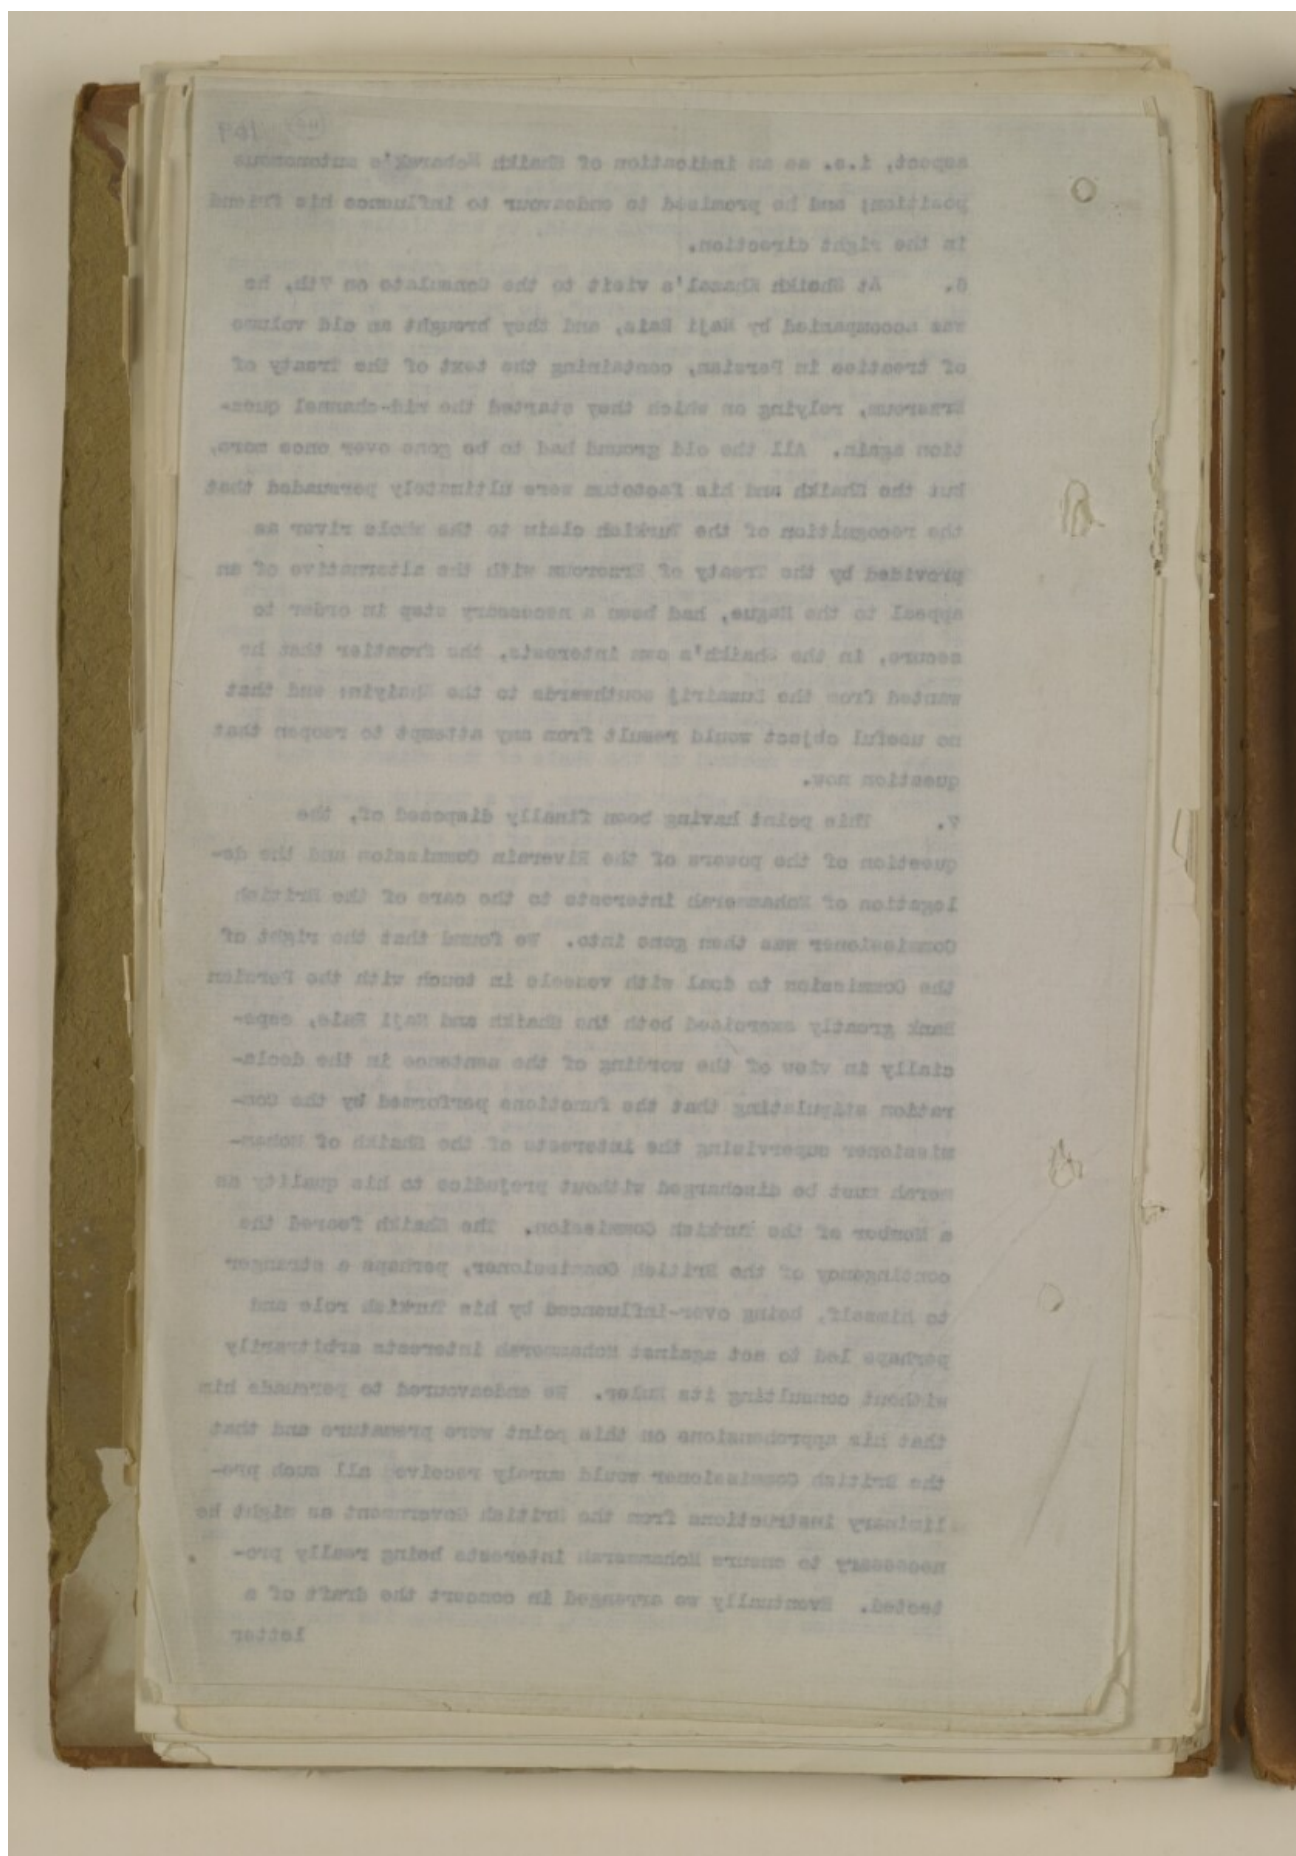 109
aspect, i.e. as an indication of Shaikh Mobarek's autonomous
position; and he promised to endeavour to influence his friend
in the right direction.
6. At Shaikh Khazal's visit to the Consulate on 7th, he
was accompanied by Haji Rais, and they brought an old volume
of treaties in Persian, containing the text of the Treaty of
Erzeroum, relying on which they started the mid-channel ques-
tion again. All the old ground had to be gone over once more,
but the Shaikh and his factotum were ultimately persuaded that
the recognition of the Turkish claim to the whole river as
provided by the Treaty of Erzeroum with the alternative of an
appeal to the Hague, had been a necessary step in order to
secure, in the Shaikh's own interests, the frontier that he
wanted from the southwards to the and that
no useful object would result from any attempt to reopen that
question now.
7. This point having been finally disposed of, the
question of the powers of the Riverain Commission and the de-
legation of Mohammerah interests to the care of the British
Commissioner was then gone into. We found that the right of
the Commission to deal with vessels in touch with the Persian
Bank greatly exercised both the Shaikh and Haji Rais, espe-
cially in view of the wording of the sentence in the decla-
ration stipulating that the functions performed by the Com-
missioner supervising the interests of the Shaikh of Moham-
merah must be discharged without prejudice to his quality as
a Member of the Turkish Commission. The Shaikh feared the
contingency of the British Commissioner, perhaps a stranger
to himself, being over-influenced by his Turkish role and
perhaps led to act against Mohammerah interests arbitrarily
without consulting its Ruler. We endeavoured to persuade him
that his apprehensions on this point were premature and that
the British Commissioner would surely receive all such pre-
liminary instructions from the British Government as might be
necessary to ensure Mohammerah interests being really pro-
tected. Eventually we arranged in concert the draft of a
letter